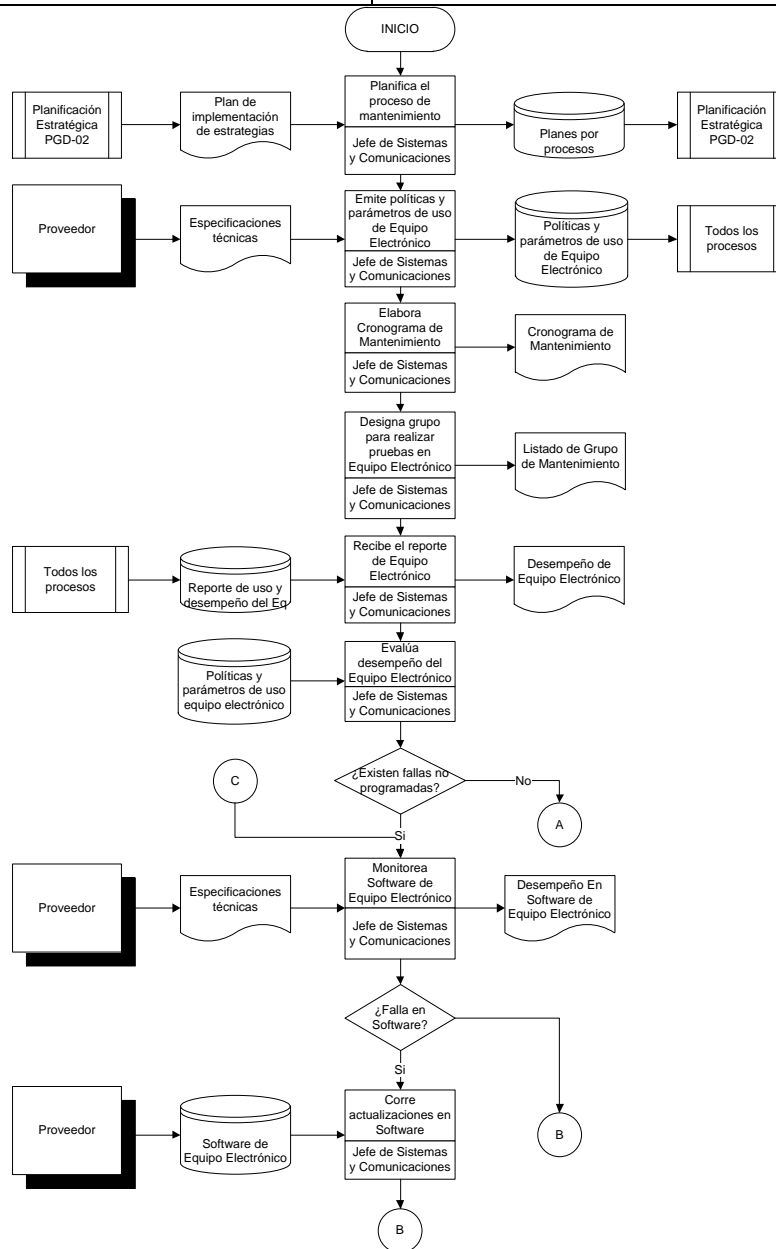 INICIO
Planificación
Estratégica
PGD-02
Plan de
implementación
de estrategias
Planifica el
proceso de
mantenimiento
Jefe de Sistemas
y Comunicaciones
Planes por
procesos
Planificación
Estratégica
PGD-02
Proveedor
Especificaciones
técnicas
Emite políticas y
parámetros de uso
de Equipo
Electrónico
Jefe de Sistemas
y Comunicaciones
Políticas y
parámetros de uso
de Equipo
Electrónico
Todos los
procesos
Elabora
Cronograma de
Mantenimiento
Jefe de Sistemas
y Comunicaciones
Cronograma de
Mantenimiento
Designa grupo
para realizar
pruebas en
Equipo Electrónico
Jefe de Sistemas
y Comunicaciones
Listado de Grupo
de Mantenimiento
Todos los
procesos
Reporte de uso y
desempeño del Eq
Recibe el reporte
de Equipo
Electrónico
Jefe de Sistemas
y Comunicaciones
Desempeño de
Equipo Electrónico
Políticas y
parámetros de uso
equipo electrónico
Evalúa
desempeño del
Equipo Electrónico
Jefe de Sistemas
y Comunicaciones
¿Existen fallas no
programadas?
No
A
C
Si
Proveedor
Especificaciones
técnicas
Monitorea
Software de
Equipo Electrónico
Jefe de Sistemas
y Comunicaciones
Desempeño En
Software de
Equipo Electrónico
¿Falla en
Software?
Si
B
Proveedor
Software de
Equipo Electrónico
Corre
actualizaciones en
Software
Jefe de Sistemas
y Comunicaciones
B